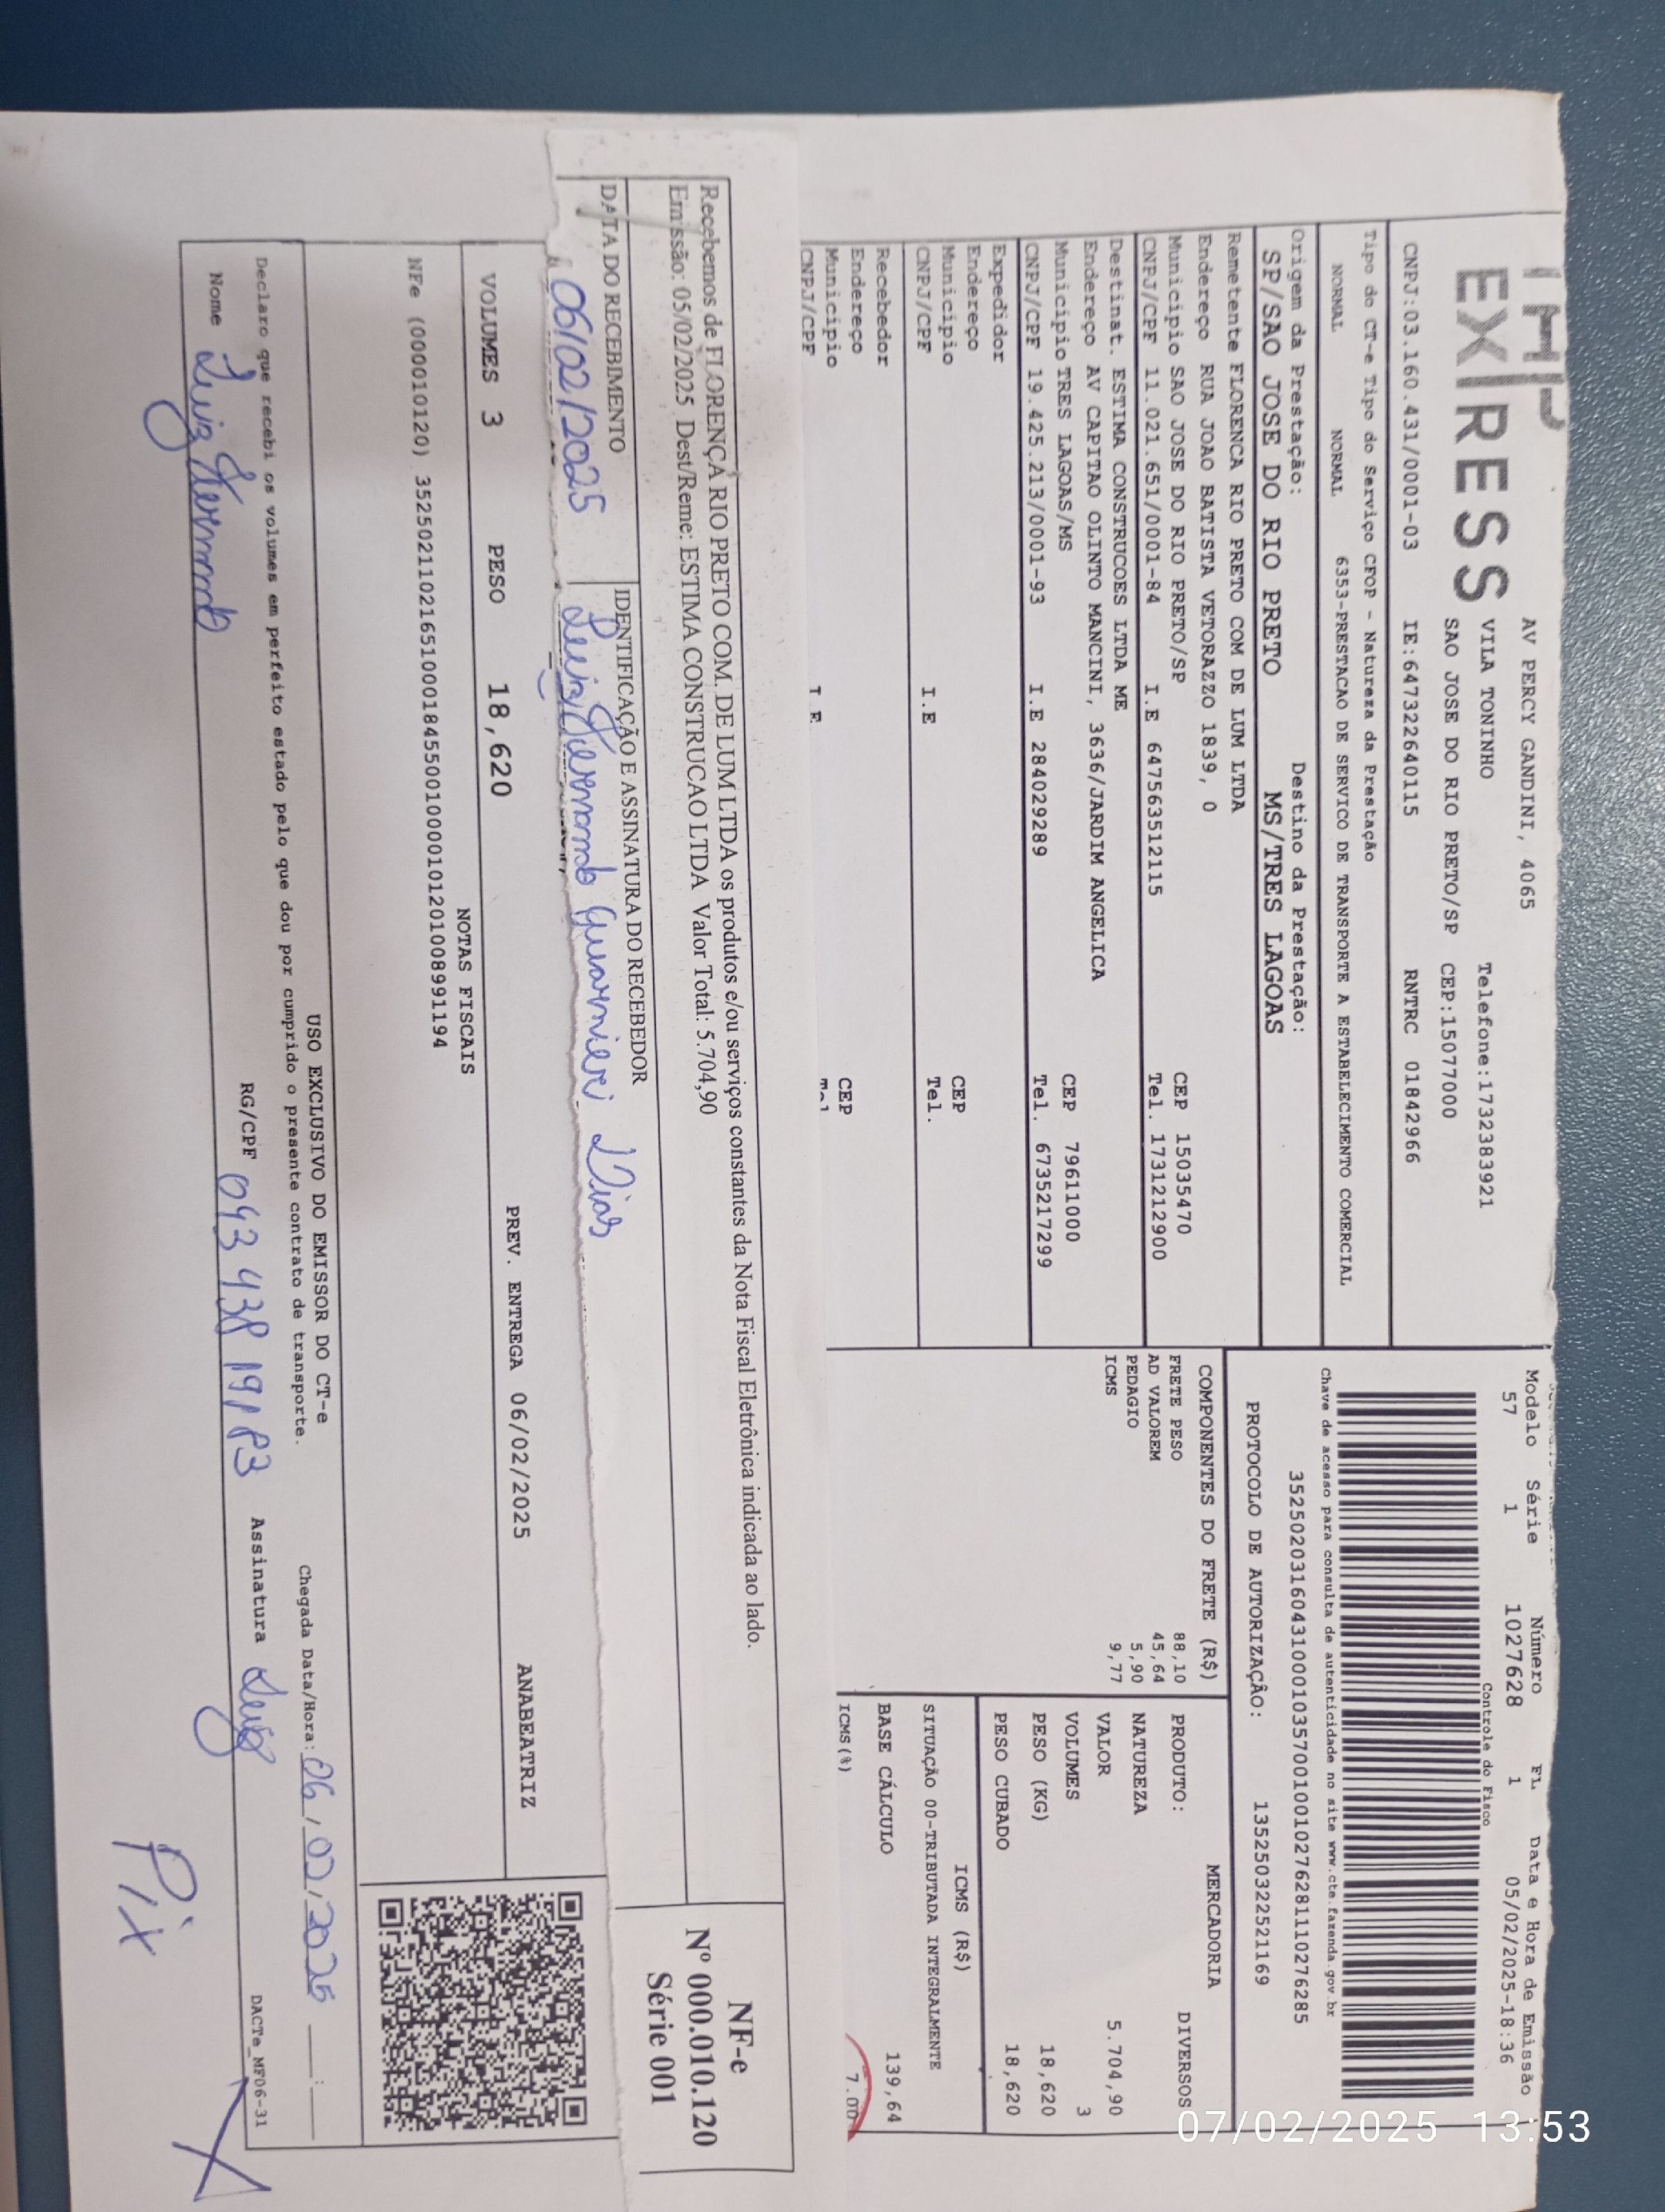 EXPRESS
AV PERCY GANDINI, 4065
VILA TONINHO Telefone:1732383921
SAO JOSE DO RIO PRETO/SP CEP:15077000
CNPJ:03.160.431/0001-03 IE:647322640115 RNTRC 01842966
Tipo do CT-e Tipo do Serviço CFOP - Natureza da Prestação
NORMAL NORMAL 6353-PRESTACAO DE SERVICO DE TRANSPORTE A ESTABELECIMENTO COMERCIAL
Origem da Prestação: Destino da Prestação:
SP/SAO JOSE DO RIO PRETO MS/TRES LAGOAS
Remetente FLORENCA RIO PRETO COM DE LUM LTDA
Endereço RUA JOAO BATISTA VETORAZZO 1839, 0
Município SAO JOSE DO RIO PRETO/SP CEP 15035470
CNPJ/CPF 11.021.651/0001-84 I.E 647563512115 Tel. 1731212900
Destinat. ESTIMA CONSTRUCOES LTDA ME
Endereço AV CAPITAO OLINTO MANCINI, 3636/JARDIM ANGELICA
Município TRES LAGOAS/MS CEP 79611000
CNPJ/CPF 19.425.213/0001-93 I.E 284029289 Tel. 6735217299
Expedidor
Endereço
Município CEP
CNPJ/CPF I.E Tel.
Recebedor
Endereço
Município CEP
CNPJ/CPF I.E Tel
Modelo Série Número FL Data e Hora de Emissão
57 1 1027628 1 05/02/2025-18:36
Controle do Fisco
Chave de acesso para consulta de autenticidade no site www.cte.fazenda.gov.br
35250203160431000103570010010276281110276285
PROTOCOLO DE AUTORIZAÇÃO: 135250322521169
COMPONENTES DO FRETE (R$)
FRETE PESO 88,10
AD VALOREM 45,64
PEDAGIO 5,90
ICMS 9,77
MERCADORIA
PRODUTO: DIVERSOS
NATUREZA
VALOR 5.704,90
VOLUMES 3
PESO (KG) 18,620
PESO CUBADO 18,620
ICMS (R$)
SITUAÇÃO 00-TRIBUTADA INTEGRALMENTE
BASE CÁLCULO 139,64
ICMS(%) 7.00
Recebemos de FLORENÇA RIO PRETO COM. DE LUM LTDA os produtos e/ou serviços constantes da Nota Fiscal Eletrônica indicada ao lado.
Emissão: 05/02/2025 Dest/Reme: ESTIMA CONSTRUCAO LTDA Valor Total: 5.704,90
DATA DO RECEBIMENTO IDENTIFICAÇÃO E ASSINATURA DO RECEBEDOR
06/02/2025 Luiz Fernando Guarnieri Dias
NF-e
Nº 000.010.120
Série 001
VOLUMES 3 PESO 18,620 PREV. ENTREGA 06/02/2025 ANABEATRIZ
NOTAS FISCAIS
NFe (000010120) 35250211021651000184550010000101201008991194
USO EXCLUSIVO DO EMISSOR DO CT-e
Declaro que recebi os volumes em perfeito estado pelo que dou por cumprido o presente contrato de transporte.
Chegada Data/Hora: 06/02/2025 __:__
Nome Luiz Fernando RG/CPF 093 438 191 83 Assinatura Luiz
DACTe_MF06-31
Pix
07/02/2025 13:53